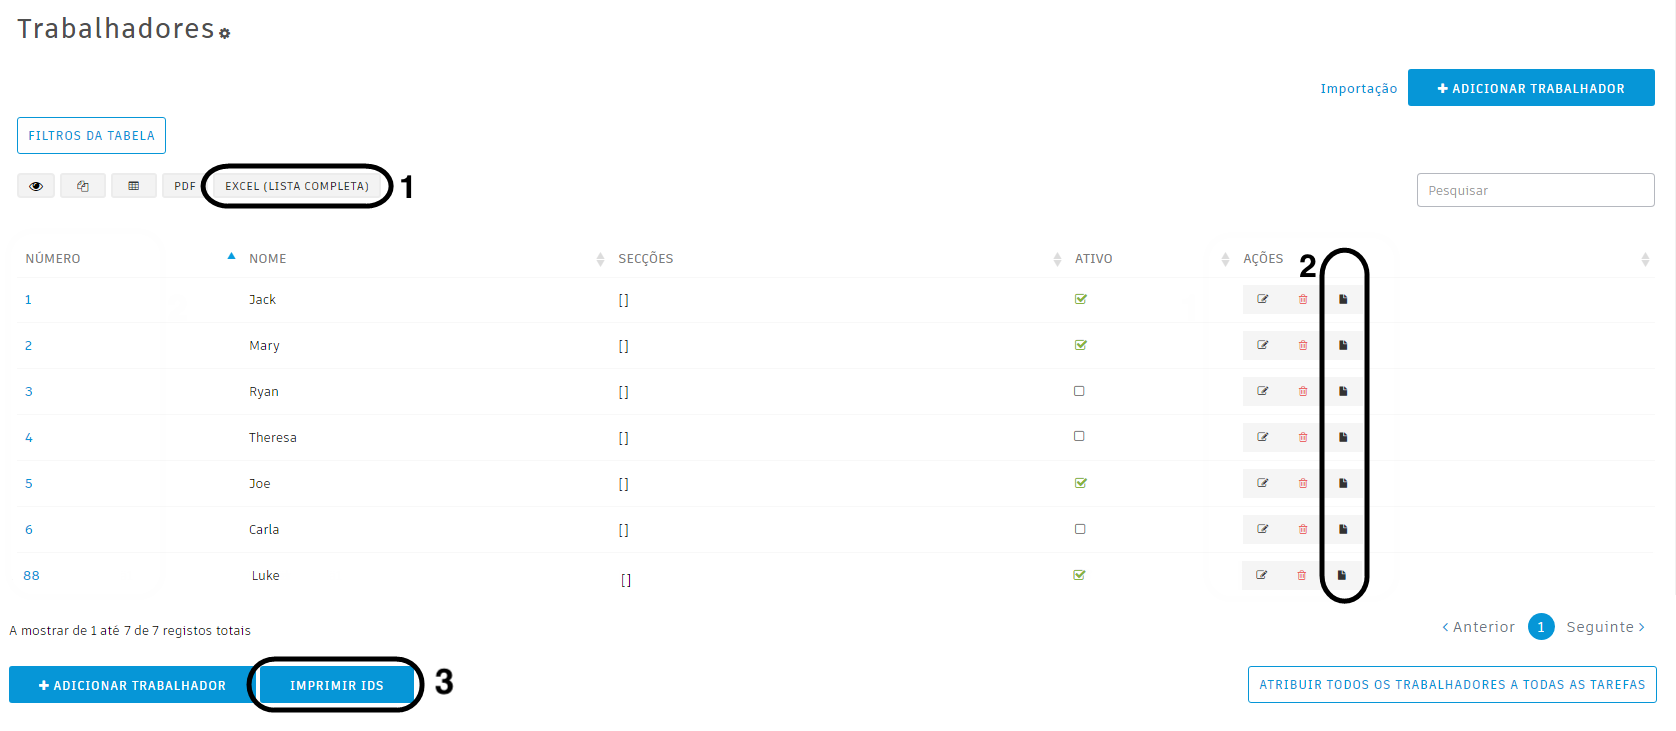 Trabalhadores
Importação
ADICIONAR TRABALHADOR
FILTROS DA TABELA
PDF EXCEL (LISTA COMPLETA) 1
Pesquisar
NÚMERO NOME SECÇÕES ATIVO AÇÕES 2
1 Jack []
2 Mary []
3 Ryan []
4 Theresa []
5 Joe []
6 Carla []
88 Luke []
A mostrar de 1 até 7 de 7 registos totais
Anterior 1 Seguinte
ADICIONAR TRABALHADOR IMPRIMIR IDS 3
ATRIBUIR TODOS OS TRABALHADORES A TODAS AS TAREFAS